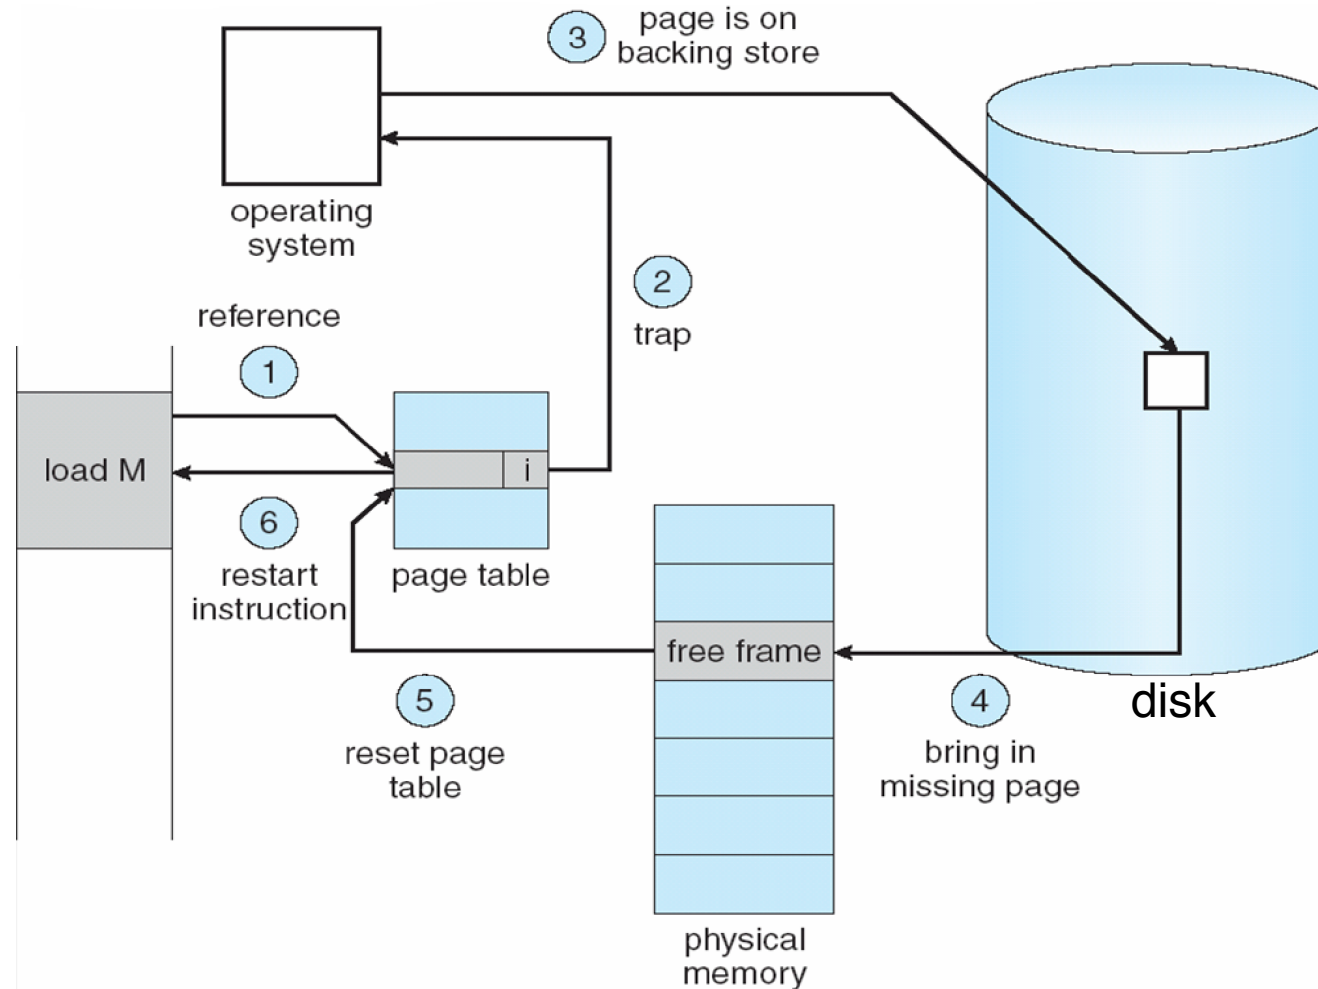 3
page is on
backing store
operating
system
2
trap
reference
1
load M
i
6
restart
instruction
page table
free frame
5
reset page
table
4
bring in
missing page
disk
physical
memory